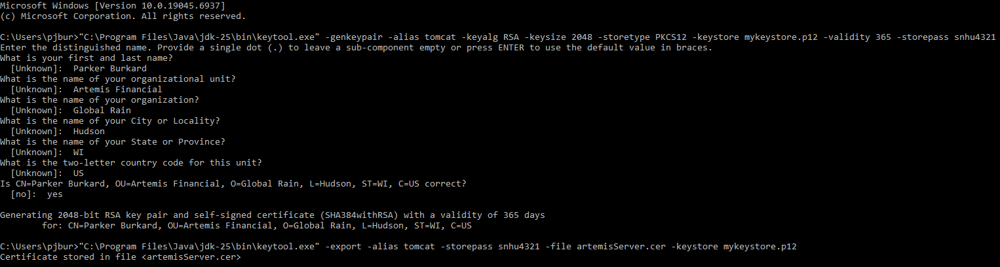 Microsoft Windows [Version 10.0.19045.6937]
(c) Microsoft Corporation. All rights reserved.
C:\Users\pjbur>"C:\Program Files\Java\jdk-25\bin\keytool.exe" -genkeypair -alias tomcat -keyalg RSA -keysize 2048 -storetype PKCS12 -keystore mykeystore.p12 -validity 365 -storepass snhu4321
Enter the distinguished name. Provide a single dot (.) to leave a sub-component empty or press ENTER to use the default value in braces.
What is your first and last name?
  [Unknown]:  Parker Burkard
What is the name of your organizational unit?
  [Unknown]:  Artemis Financial
What is the name of your organization?
  [Unknown]:  Global Rain
What is the name of your City or Locality?
  [Unknown]:  Hudson
What is the name of your State or Province?
  [Unknown]:  WI
What is the two-letter country code for this unit?
  [Unknown]:  US
Is CN=Parker Burkard, OU=Artemis Financial, O=Global Rain, L=Hudson, ST=WI, C=US correct?
  [no]:  yes
Generating 2048-bit RSA key pair and self-signed certificate (SHA384withRSA) with a validity of 365 days
        for: CN=Parker Burkard, OU=Artemis Financial, O=Global Rain, L=Hudson, ST=WI, C=US
C:\Users\pjbur>"C:\Program Files\Java\jdk-25\bin\keytool.exe" -export -alias tomcat -storepass snhu4321 -file artemisServer.cer -keystore mykeystore.p12
Certificate stored in file <artemisServer.cer>